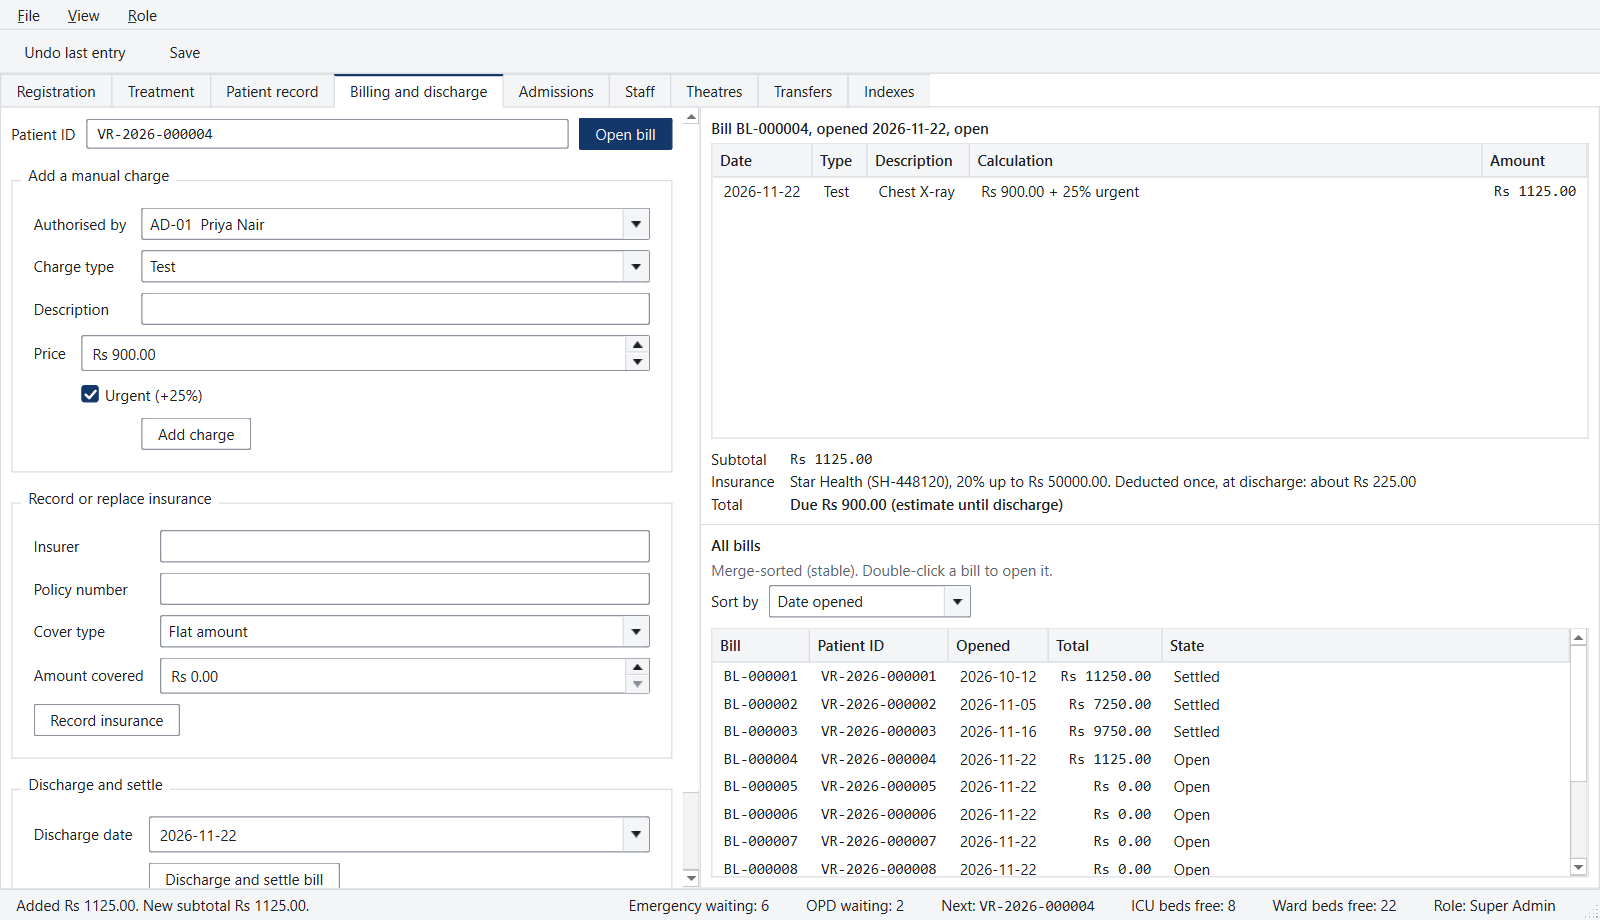 File View Role
Undo last entry Save
Registration Treatment Patient record Billing and discharge Admissions Staff Theatres Transfers Indexes
Patient ID VR-2026-000004 Open bill
Add a manual charge
Authorised by AD-01 Priya Nair
Charge type Test
Description
Price Rs 900.00
Urgent (+25%)
Add charge
Record or replace insurance
Insurer
Policy number
Cover type Flat amount
Amount covered Rs 0.00
Record insurance
Discharge and settle
Discharge date 2026-11-22
Discharge and settle bill
Bill BL-000004, opened 2026-11-22, open
Date Type Description Calculation Amount
2026-11-22 Test Chest X-ray Rs 900.00 + 25% urgent Rs 1125.00
Subtotal Rs 1125.00
Insurance Star Health (SH-448120), 20% up to Rs 50000.00. Deducted once, at discharge: about Rs 225.00
Total Due Rs 900.00 (estimate until discharge)
All bills
Merge-sorted (stable). Double-click a bill to open it.
Sort by Date opened
Bill Patient ID Opened Total State
BL-000001 VR-2026-000001 2026-10-12 Rs 11250.00 Settled
BL-000002 VR-2026-000002 2026-11-05 Rs 7250.00 Settled
BL-000003 VR-2026-000003 2026-11-16 Rs 9750.00 Settled
BL-000004 VR-2026-000004 2026-11-22 Rs 1125.00 Open
BL-000005 VR-2026-000005 2026-11-22 Rs 0.00 Open
BL-000006 VR-2026-000006 2026-11-22 Rs 0.00 Open
BL-000007 VR-2026-000007 2026-11-22 Rs 0.00 Open
BL-000008 VR-2026-000008 2026-11-22 Rs 0.00 Open
Added Rs 1125.00. New subtotal Rs 1125.00. Emergency waiting: 6 OPD waiting: 2 Next: VR-2026-000004 ICU beds free: 8 Ward beds free: 22 Role: Super Admin